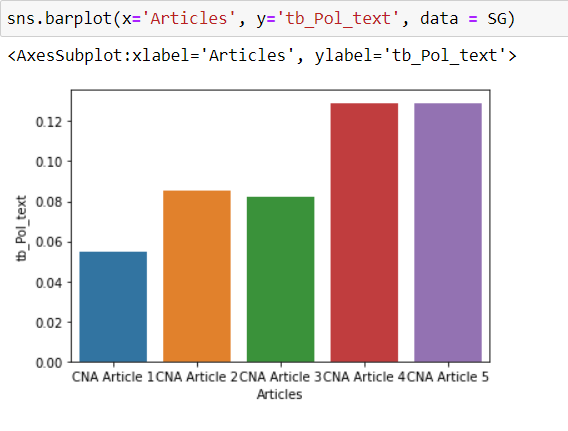 sns.barplot(x='Articles', y='tb_Pol_text', data = SG)
<AxesSubplot:xlabel='Articles', ylabel='tb_Pol_text'>
0.12
0.10
0.08
0.06
0.04
0.02
0.00
tb_Pol_text
CNA Article 1 CNA Article 2 CNA Article 3 CNA Article 4 CNA Article 5
Articles